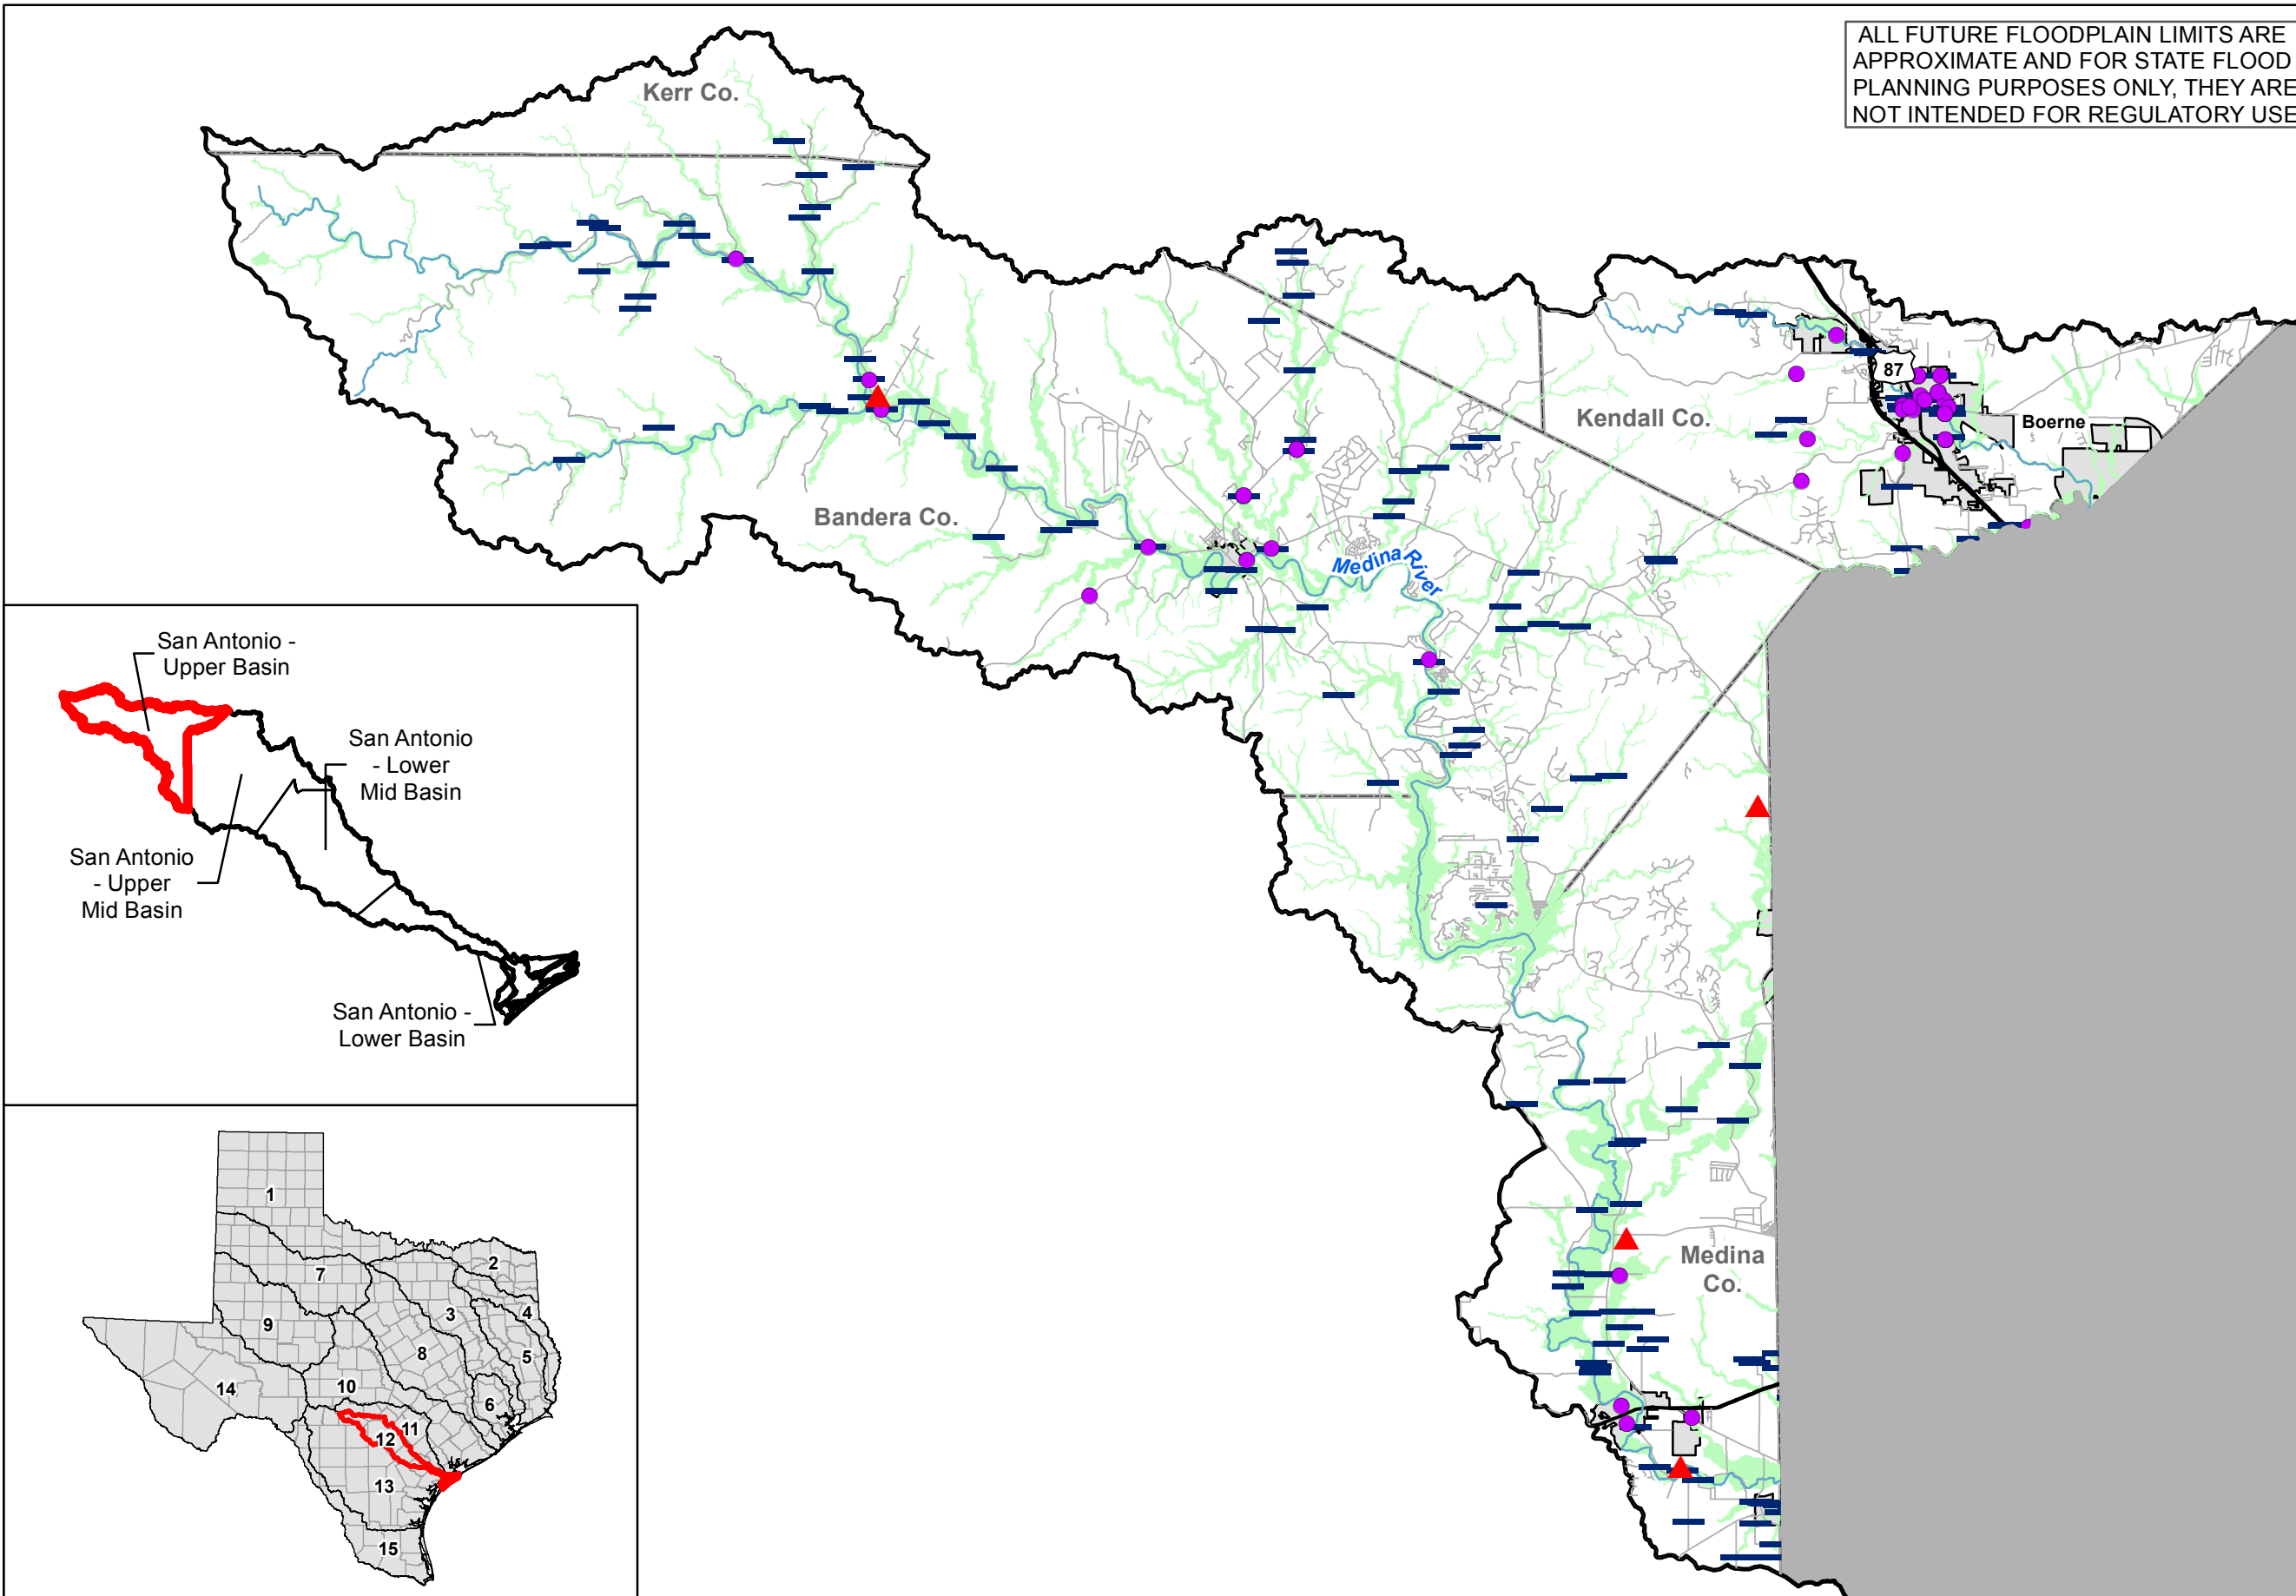 ALL FUTURE FLOODPLAIN LIMITS ARE
APPROXIMATE AND FOR STATE FLOOD
PLANNING PURPOSES ONLY, THEY ARE
NOT INTENDED FOR REGULATORY USE
Kerr Co.
87
Kendall Co.
Boerne
Bandera Co.
Medina River
Medina
Co.
San Antonio -
Upper Basin
San Antonio
- Lower
Mid Basin
San Antonio
- Upper
Mid Basin
San Antonio -
Lower Basin
1
2
7
3
4
9
8
5
14
10
6
11
12
13
15